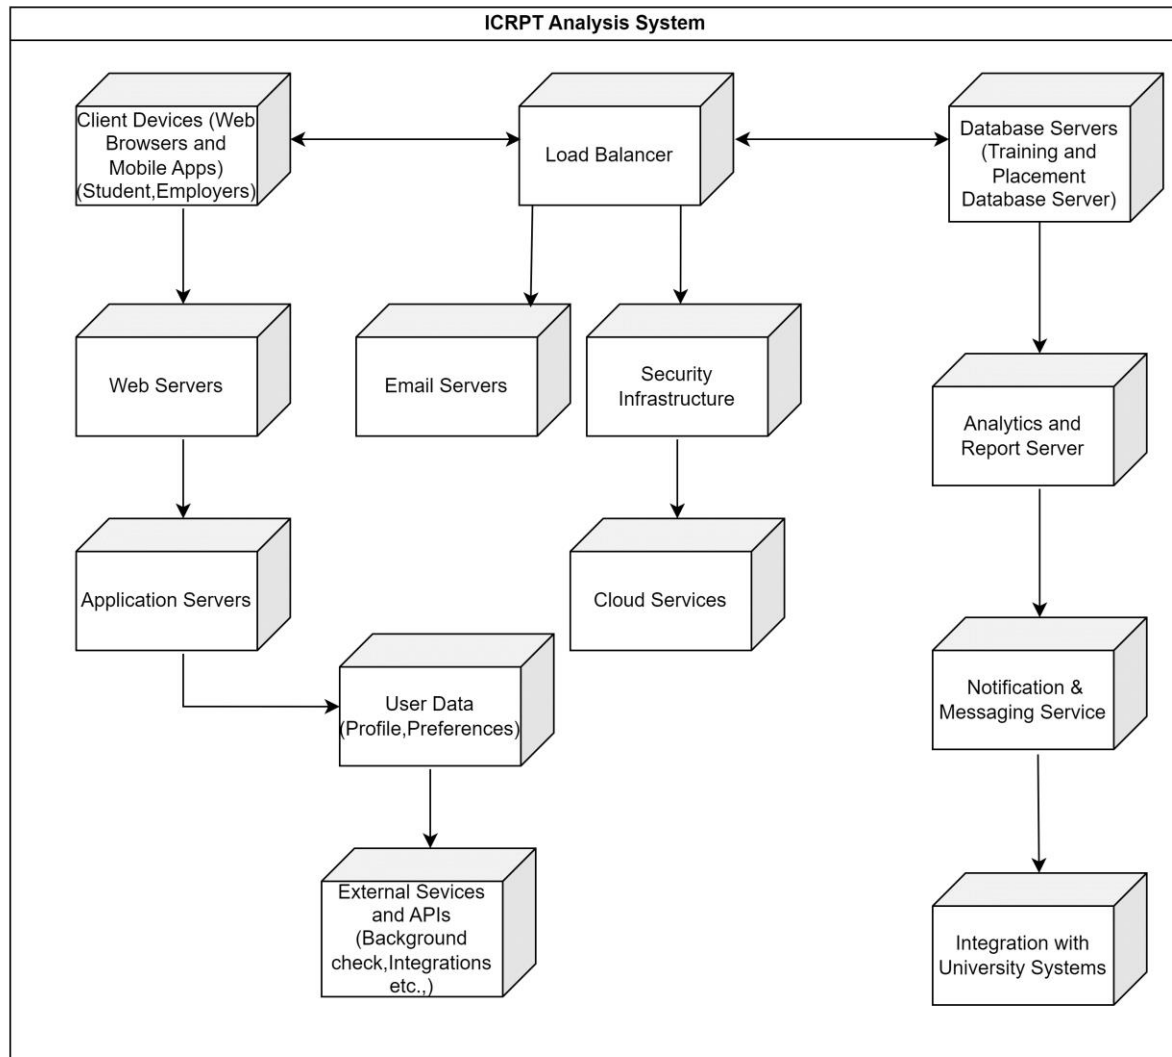 ICRPT Analysis System
Client Devices (Web
Browsers and
Mobile Apps)
(Student,Employers)
Load Balancer
Database Servers
(Training and
Placement
Database Server)
Web Servers
Email Servers
Security
Infrastructure
Analytics and
Report Server
Application Servers
Cloud Services
User Data
(Profile,Preferences)
Notification &
Messaging Service
External Sevices
and APIs
(Background
check,Integrations
etc.,)
Integration with
University Systems